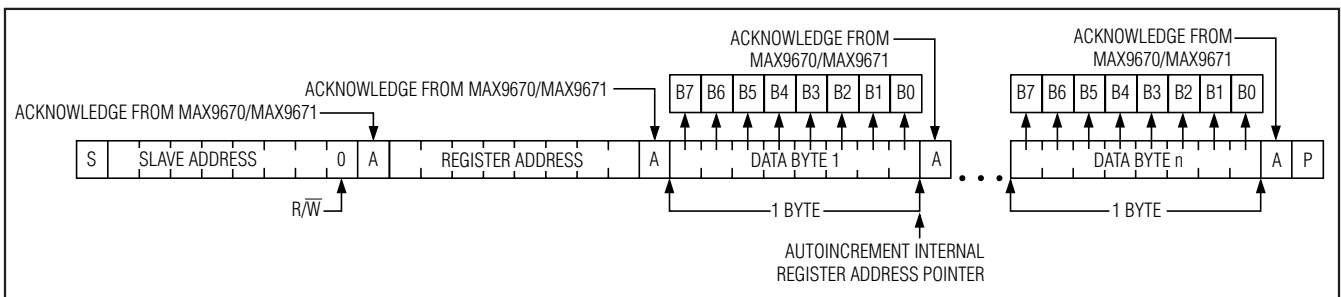 ACKNOWLEDGE FROM
MAX9670/MAX9671
ACKNOWLEDGE FROM
MAX9670/MAX9671
ACKNOWLEDGE FROM MAX9670/MAX9671
B7 B6 B5 B4 B3 B2 B1 B0
B7 B6 B5 B4 B3 B2 B1 B0
ACKNOWLEDGE FROM MAX9670/MAX9671
S SLAVE ADDRESS 0 A REGISTER ADDRESS A DATA BYTE 1 A ... DATA BYTE n A P
R/W̅
1 BYTE
1 BYTE
AUTOINCREMENT INTERNAL
REGISTER ADDRESS POINTER